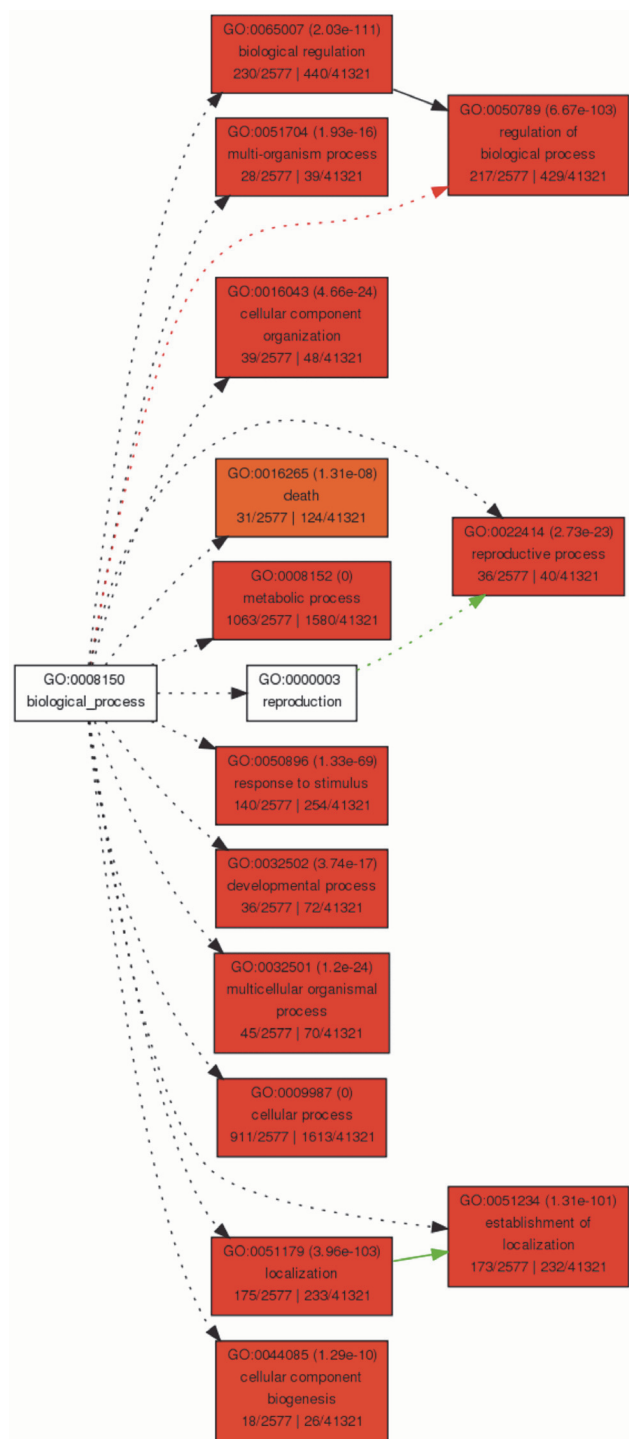 GO:0065007 (2.03e-111)
biological regulation
230/2577 | 440/41321
GO:0050789 (6.67e-103)
regulation of
biological process
217/2577 | 429/41321
GO:0051704 (1.93e-16)
multi-organism process
28/2577 | 39/41321
GO:0016043 (4.66e-24)
cellular component
organization
39/2577 | 48/41321
GO:0016265 (1.31e-08)
death
31/2577 | 124/41321
GO:0022414 (2.73e-23)
reproductive process
36/2577 | 40/41321
GO:0008152 (0)
metabolic process
1063/2577 | 1580/41321
GO:0008150
biological_process
GO:0000003
reproduction
GO:0050896 (1.33e-69)
response to stimulus
140/2577 | 254/41321
GO:0032502 (3.74e-17)
developmental process
36/2577 | 72/41321
GO:0032501 (1.2e-24)
multicellular organismal
process
45/2577 | 70/41321
GO:0009987 (0)
cellular process
911/2577 | 1613/41321
GO:0051234 (1.31e-101)
establishment of
localization
173/2577 | 232/41321
GO:0051179 (3.96e-103)
localization
175/2577 | 233/41321
GO:0044085 (1.29e-10)
cellular component
biogenesis
18/2577 | 26/41321